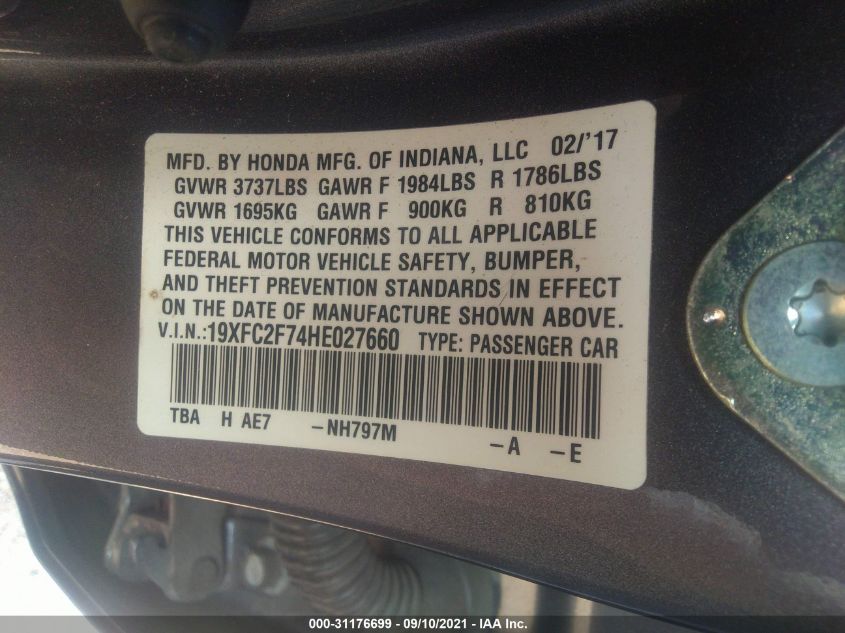 MFD. BY HONDA MFG. OF INDIANA, LLC 02/'17
GVWR 3737LBS GAWR F 1984LBS R 1786LBS
GVWR 1695KG GAWR F 900KG R 810KG
THIS VEHICLE CONFORMS TO ALL APPLICABLE
FEDERAL MOTOR VEHICLE SAFETY, BUMPER,
AND THEFT PREVENTION STANDARDS IN EFFECT
ON THE DATE OF MANUFACTURE SHOWN ABOVE.
V.I.N.:19XFC2F74HE027660 TYPE: PASSENGER CAR
TBA H AE7 -NH797M -A -E
000-31176699 - 09/10/2021 - IAA Inc.